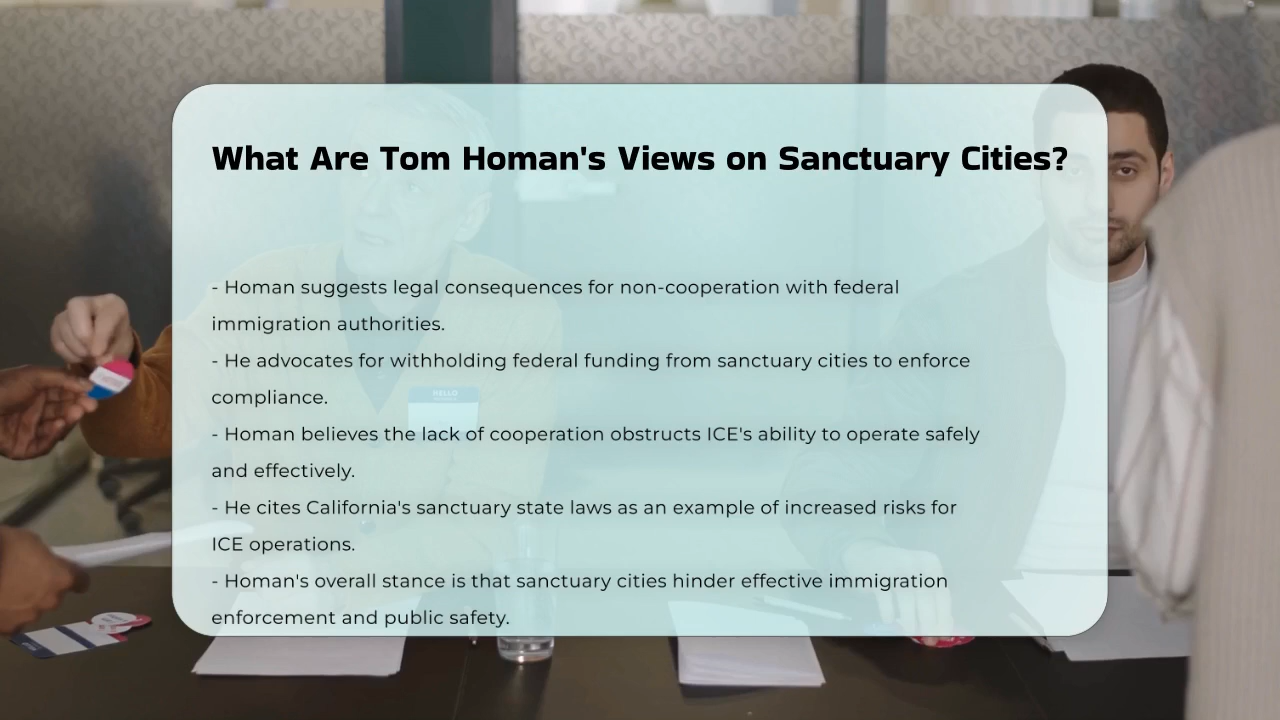 What Are Tom Homan's Views on Sanctuary Cities?
- Homan suggests legal consequences for non-cooperation with federal
immigration authorities.
- He advocates for withholding federal funding from sanctuary cities to enforce
compliance.
- Homan believes the lack of cooperation obstructs ICE's ability to operate safely
and effectively.
HELLO
- He cites California's sanctuary state laws as an example of increased risks for
ICE operations.
- Homan's overall stance is that sanctuary cities hinder effective immigration
enforcement and public safety.